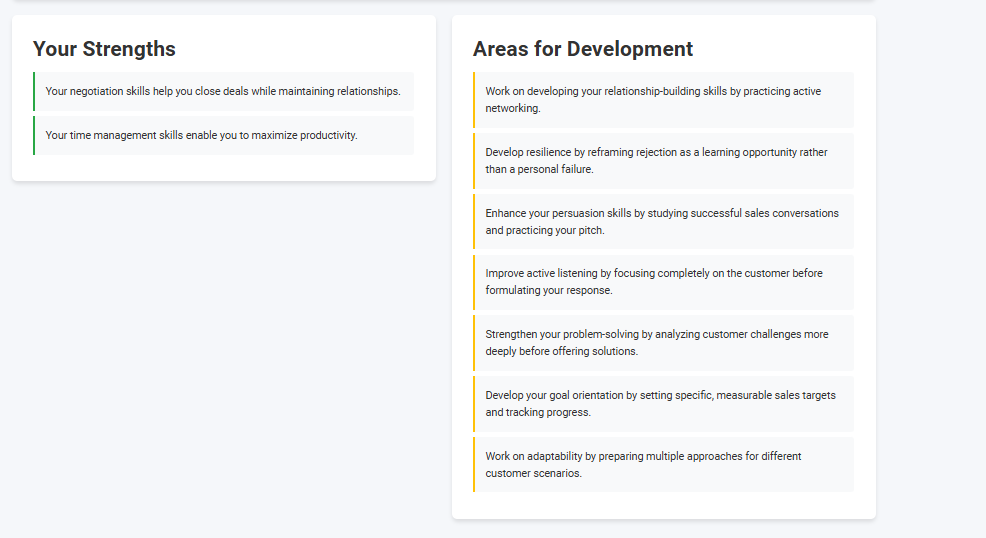 Your Strengths
Your negotiation skills help you close deals while maintaining relationships.
Your time management skills enable you to maximize productivity.
Areas for Development
Work on developing your relationship-building skills by practicing active
networking.
Develop resilience by reframing rejection as a learning opportunity rather
than a personal failure.
Enhance your persuasion skills by studying successful sales conversations
and practicing your pitch.
Improve active listening by focusing completely on the customer before
formulating your response.
Strengthen your problem-solving by analyzing customer challenges more
deeply before offering solutions.
Develop your goal orientation by setting specific, measurable sales targets
and tracking progress.
Work on adaptability by preparing multiple approaches for different
customer scenarios.